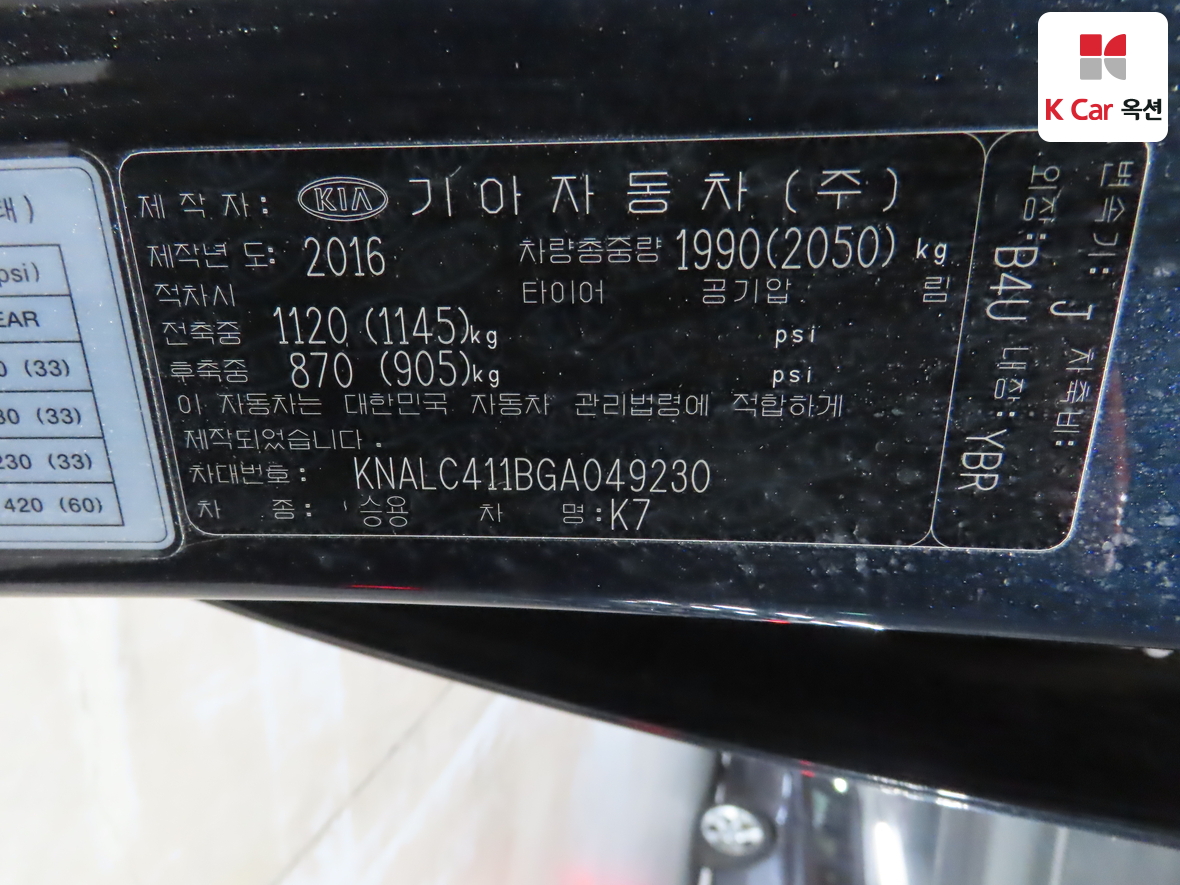 K Car 옥션
제 작 자 : KIA 기 아 자 동 차 ( 주 )
제작년 도: 2016 차량총중량 1990(2050) kg
적차시 타이어 공기압 림
전축중 1120 (1145)kg psi
후축중 870 (905)kg psi
이 자동차는 대한민국 자동차 관리법령에 적합하게
제작되었습니다.
차대번호: KNALC411BGA049230
차 종: 승용 차 명:K7
변속기: J 차축비:
외장:B4U 내장:YBR
태)
psi)
EAR
0 (33)
30 (33)
230 (33)
420 (60)